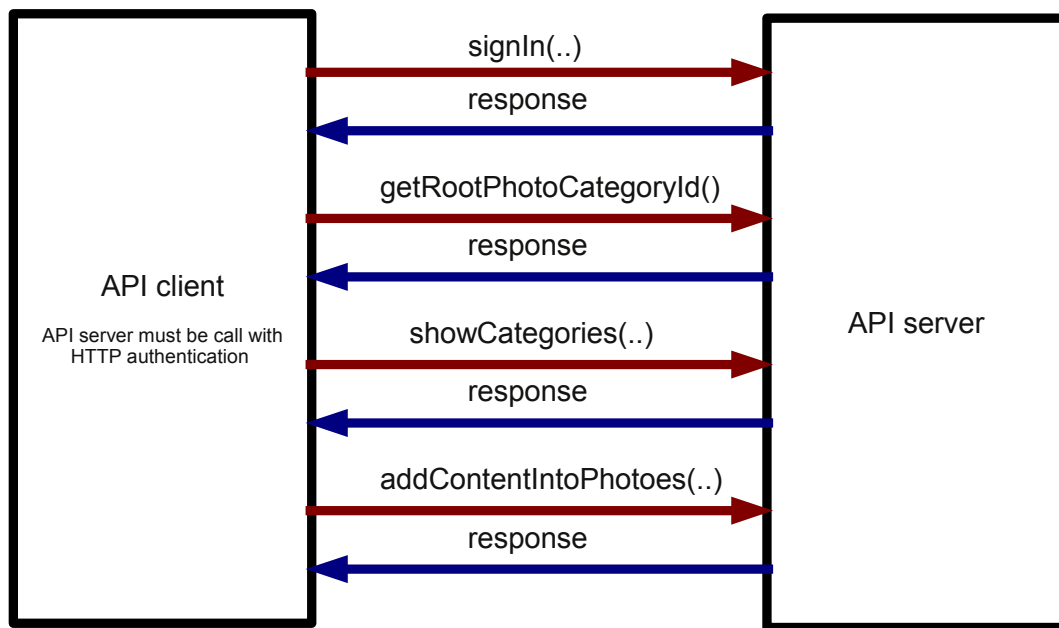 signIn(..)
response
getRootPhotoCategoryId()
response
API client
API server must be call with
HTTP authentication
API server
showCategories(..)
response
addContentIntoPhotoes(..)
response